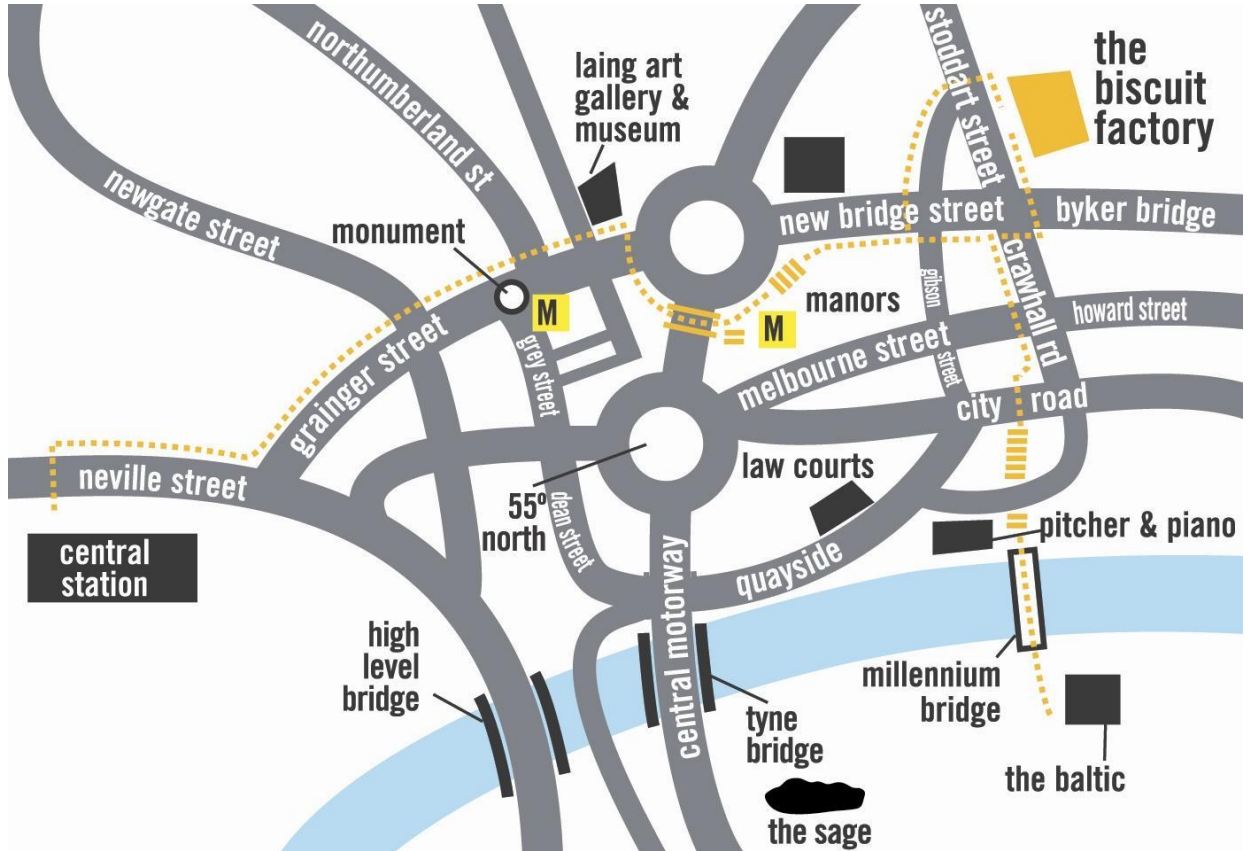 northumberland st
laing art
gallery &
museum
stoddart street
the
biscuit
factory
newgate street
monument
new bridge street
byker bridge
M
grainger street
grey street
manors
M
gibson
street
crawhall rd
howard street
melbourne street
city road
neville street
55º
north
dean street
law courts
central
station
pitcher & piano
quayside
central motorway
high
level
bridge
tyne
bridge
millennium
bridge
the baltic
the sage